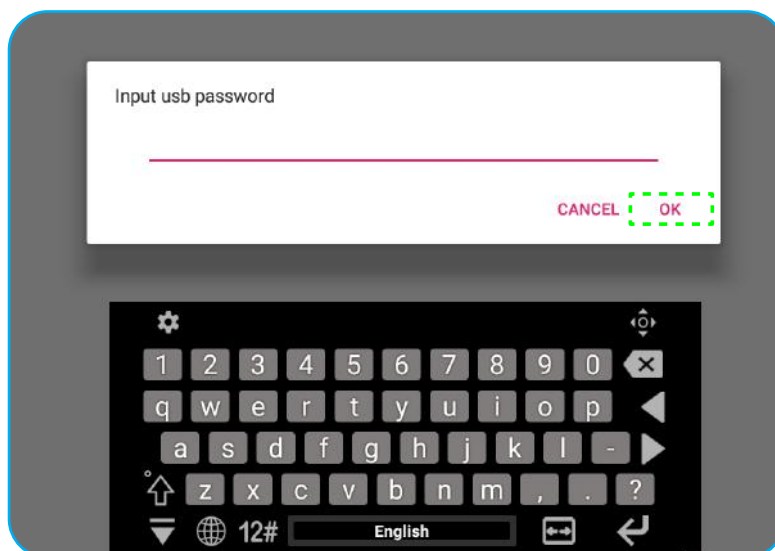 Input usb password
CANCEL OK
1 2 3 4 5 6 7 8 9 0
q w e r t y u i o p
a s d f g h j k l -
z x c v b n m , . ?
12# English